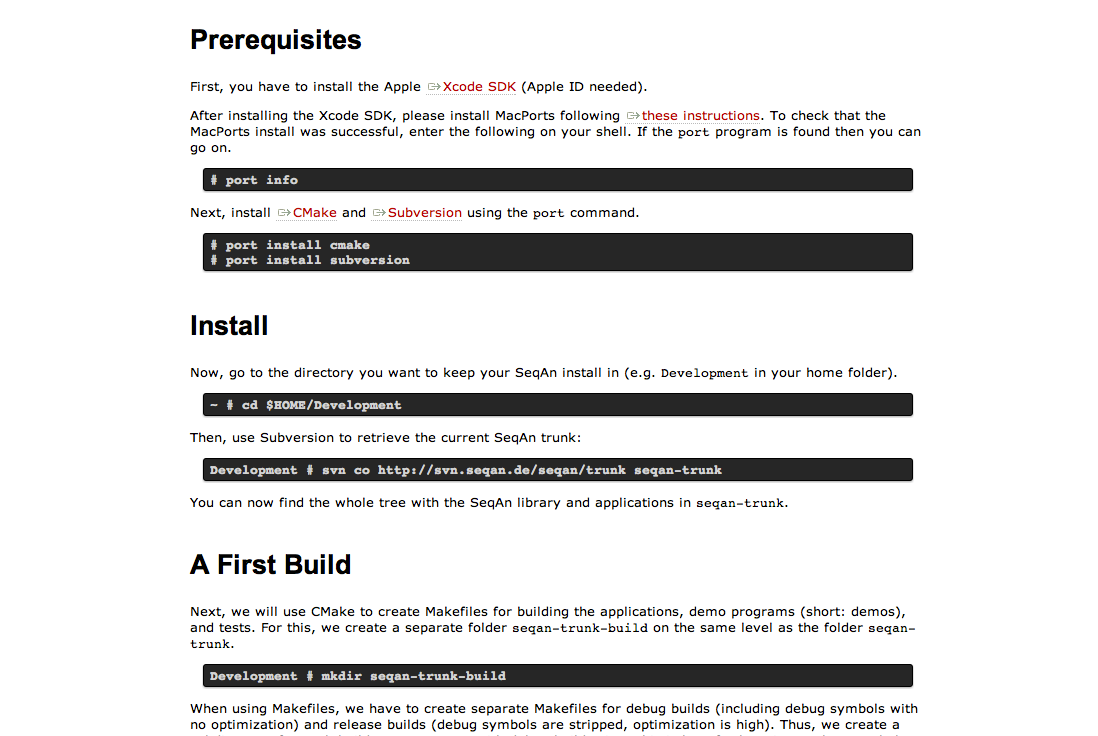 Prerequisites
First, you have to install the Apple Xcode SDK (Apple ID needed).
After installing the Xcode SDK, please install MacPorts following these instructions. To check that the
MacPorts install was successful, enter the following on your shell. If the port program is found then you can
go on.
# port info
Next, install CMake and Subversion using the port command.
# port install cmake
# port install subversion
Install
Now, go to the directory you want to keep your SeqAn install in (e.g. Development in your home folder).
~ # cd $HOME/Development
Then, use Subversion to retrieve the current SeqAn trunk:
Development # svn co http://svn.seqan.de/seqan/trunk seqan-trunk
You can now find the whole tree with the SeqAn library and applications in seqan-trunk.
A First Build
Next, we will use CMake to create Makefiles for building the applications, demo programs (short: demos),
and tests. For this, we create a separate folder seqan-trunk-build on the same level as the folder seqan-
trunk.
Development # mkdir seqan-trunk-build
When using Makefiles, we have to create separate Makefiles for debug builds (including debug symbols with
no optimization) and release builds (debug symbols are stripped, optimization is high). Thus, we create a